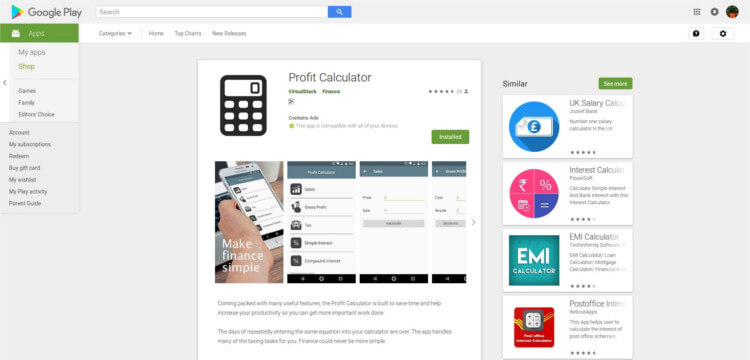 Google Play
Search
Apps
Categories
Home
Top Charts
New Releases
My apps
Shop
Games
Family
Editors' Choice
Account
My subscriptions
Redeem
Buy gift card
My wishlist
My Play activity
Parent Guide
Profit Calculator
VirtualStack Finance
Contains Ads
This app is compatible with all of your devices.
Installed
Make
finance
simple
Profit Calculator
Sales
Gross Profit
Tax
Simple Interest
Compound Interest
Sales
Price
Sale
Gross Profit
Cost
Resale
Coming packed with many useful features, the Profit Calculator is built to save time and help
increase your productivity so you can get more important work done.
The days of repeatedly entering the same equation into your calculator are over. The app handles
many of the taxing tasks for you. Finance could never be more simple.
Similar
See more
UK Salary Calcu
Jozsef Barat
Number one salary
calculator in the UK
Interest Calculat
PawarSoft
Calculate Simple Interest
And Bank interest with this
Interest Calculator
EMI
CALCULATOR
EMI Calculator
Techinfomity Software
EMI Calculator/ Loan
Calculator/ Mortgage
Calculator/ Financial &
Post office
Interest Calculator
Postoffice Inter
ReliicusApps
This App helps user to
calculate the interest of
post office schemes